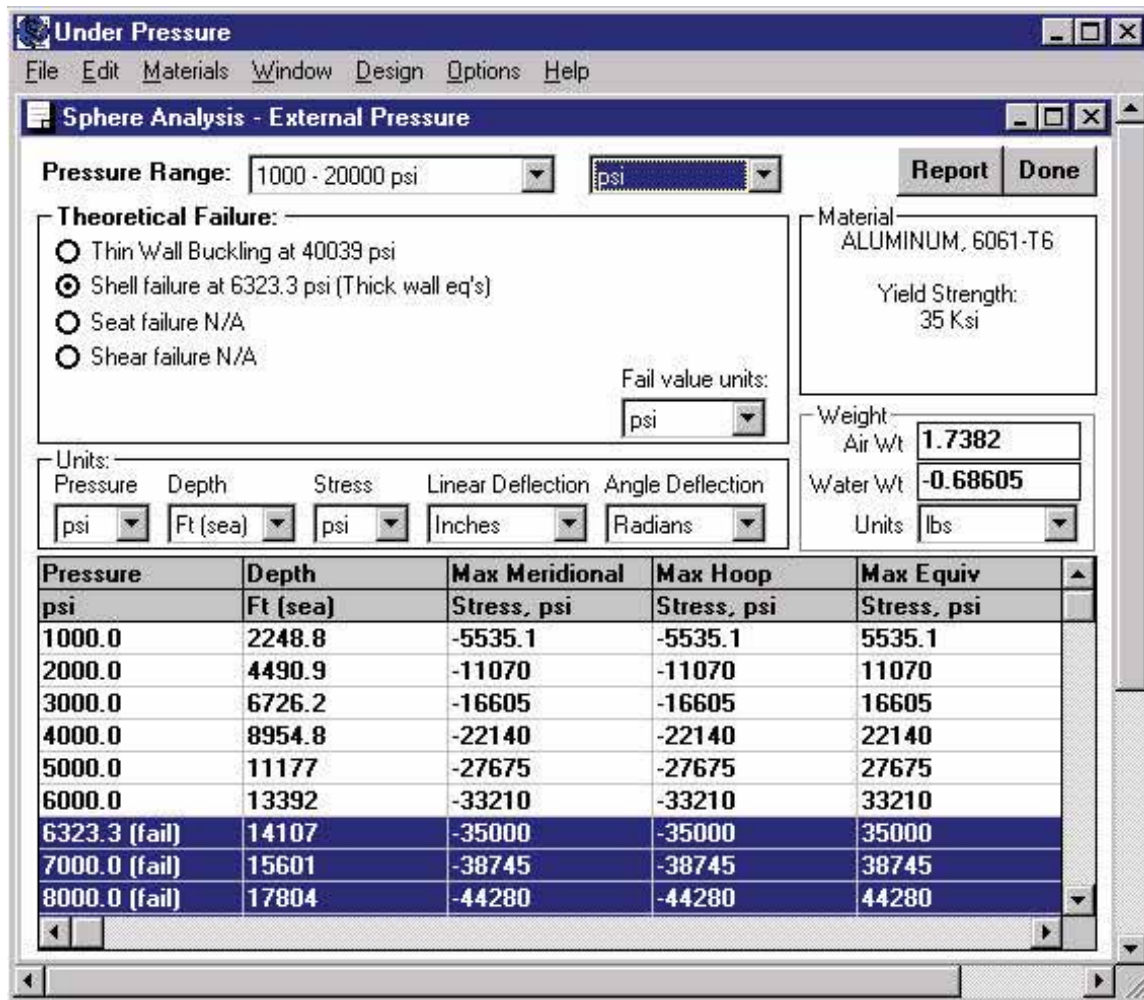 Under Pressure
File Edit Materials Window Design Options Help
Sphere Analysis - External Pressure
Pressure Range: 1000 - 20000 psi psi Report Done
Theoretical Failure:
Thin Wall Buckling at 40039 psi
Shell failure at 6323.3 psi (Thick wall eq's)
Seat failure N/A
Shear failure N/A
Fail value units:
psi
Material
ALUMINUM, 6061-T6
Yield Strength:
35 Ksi
Weight
Air Wt 1.7382
Water Wt -0.68605
Units lbs
Units:
Pressure Depth Stress Linear Deflection Angle Deflection
psi Ft (sea) psi Inches Radians
Pressure Depth Max Meridional Max Hoop Max Equiv
psi Ft (sea) Stress, psi Stress, psi Stress, psi
1000.0 2248.8 -5535.1 -5535.1 5535.1
2000.0 4490.9 -11070 -11070 11070
3000.0 6726.2 -16605 -16605 16605
4000.0 8954.8 -22140 -22140 22140
5000.0 11177 -27675 -27675 27675
6000.0 13392 -33210 -33210 33210
6323.3 (fail) 14107 -35000 -35000 35000
7000.0 (fail) 15601 -38745 -38745 38745
8000.0 (fail) 17804 -44280 -44280 44280